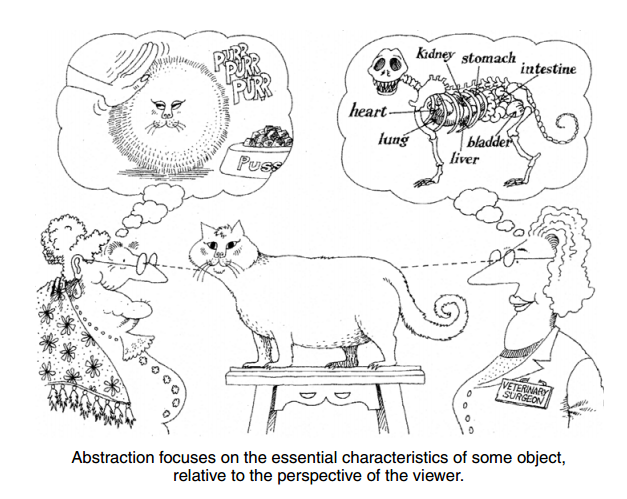 PURR
PURR
PURR
PUSS
Kidney
stomach
intestine
heart
lung
bladder
liver
VETERINARY
SURGEON
Abstraction focuses on the essential characteristics of some object,
relative to the perspective of the viewer.